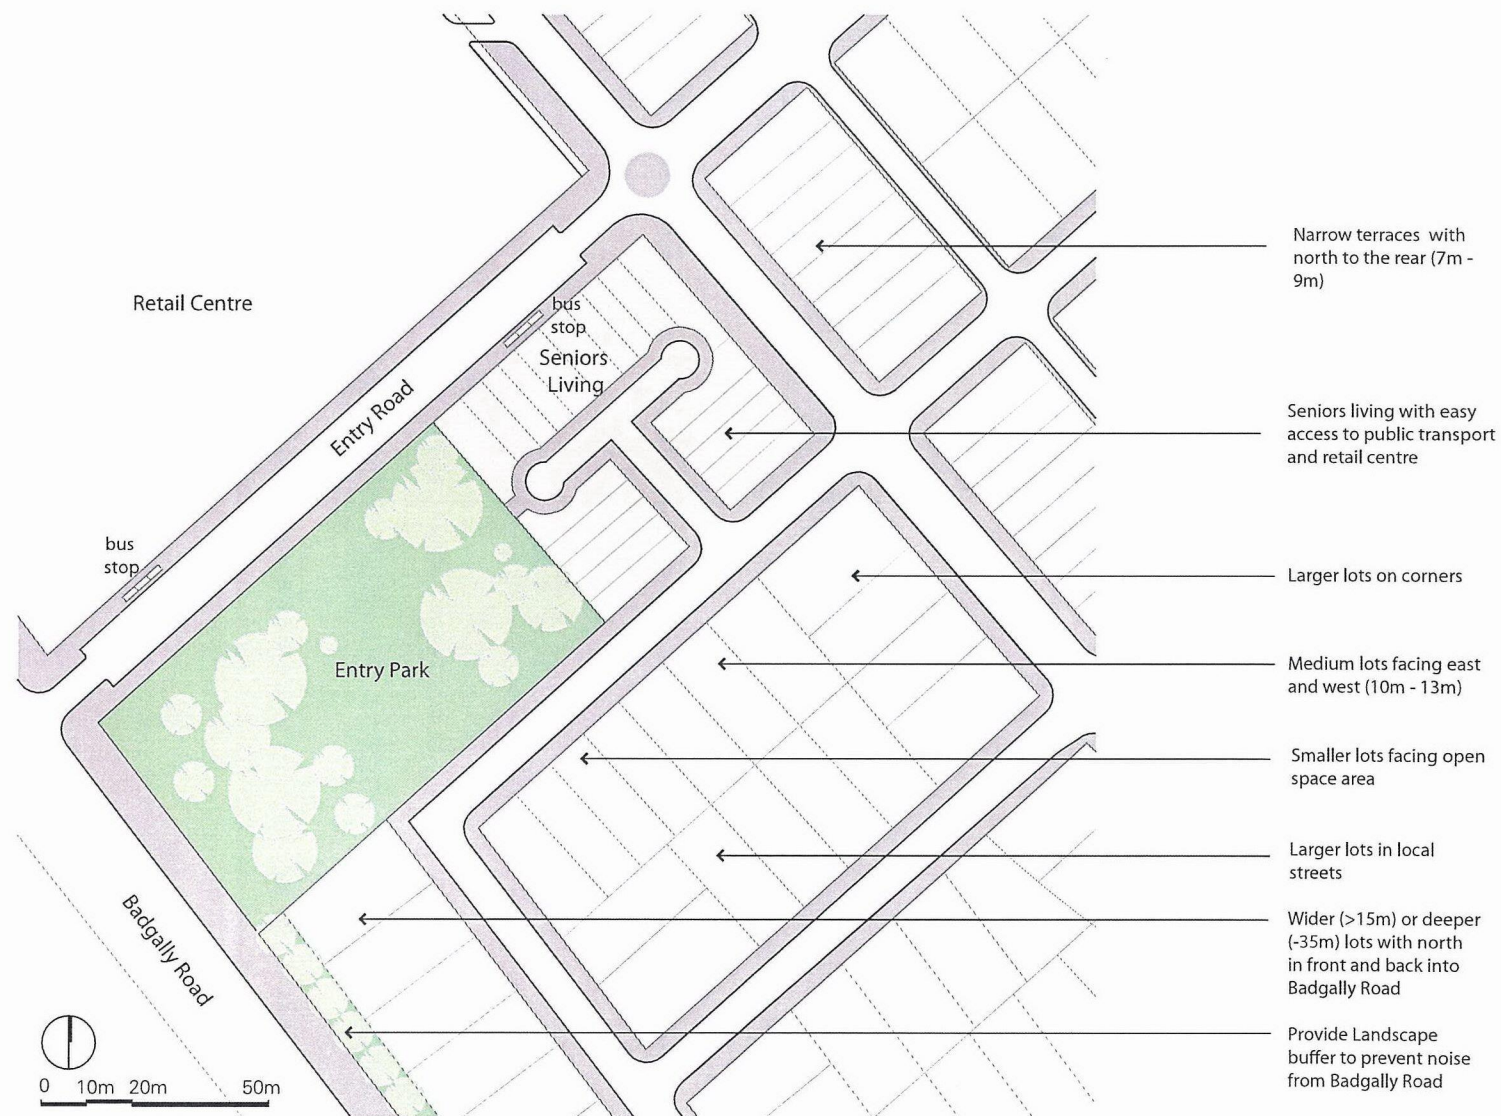 Retail Centre
bus
stop
Seniors
Living
Entry Road
bus
stop
Entry Park
Badgally Road
0 10m 20m 50m
Narrow terraces with
north to the rear (7m -
9m)
Seniors living with easy
access to public transport
and retail centre
Larger lots on corners
Medium lots facing east
and west (10m - 13m)
Smaller lots facing open
space area
Larger lots in local
streets
Wider (>15m) or deeper
(-35m) lots with north
in front and back into
Badgally Road
Provide Landscape
buffer to prevent noise
from Badgally Road